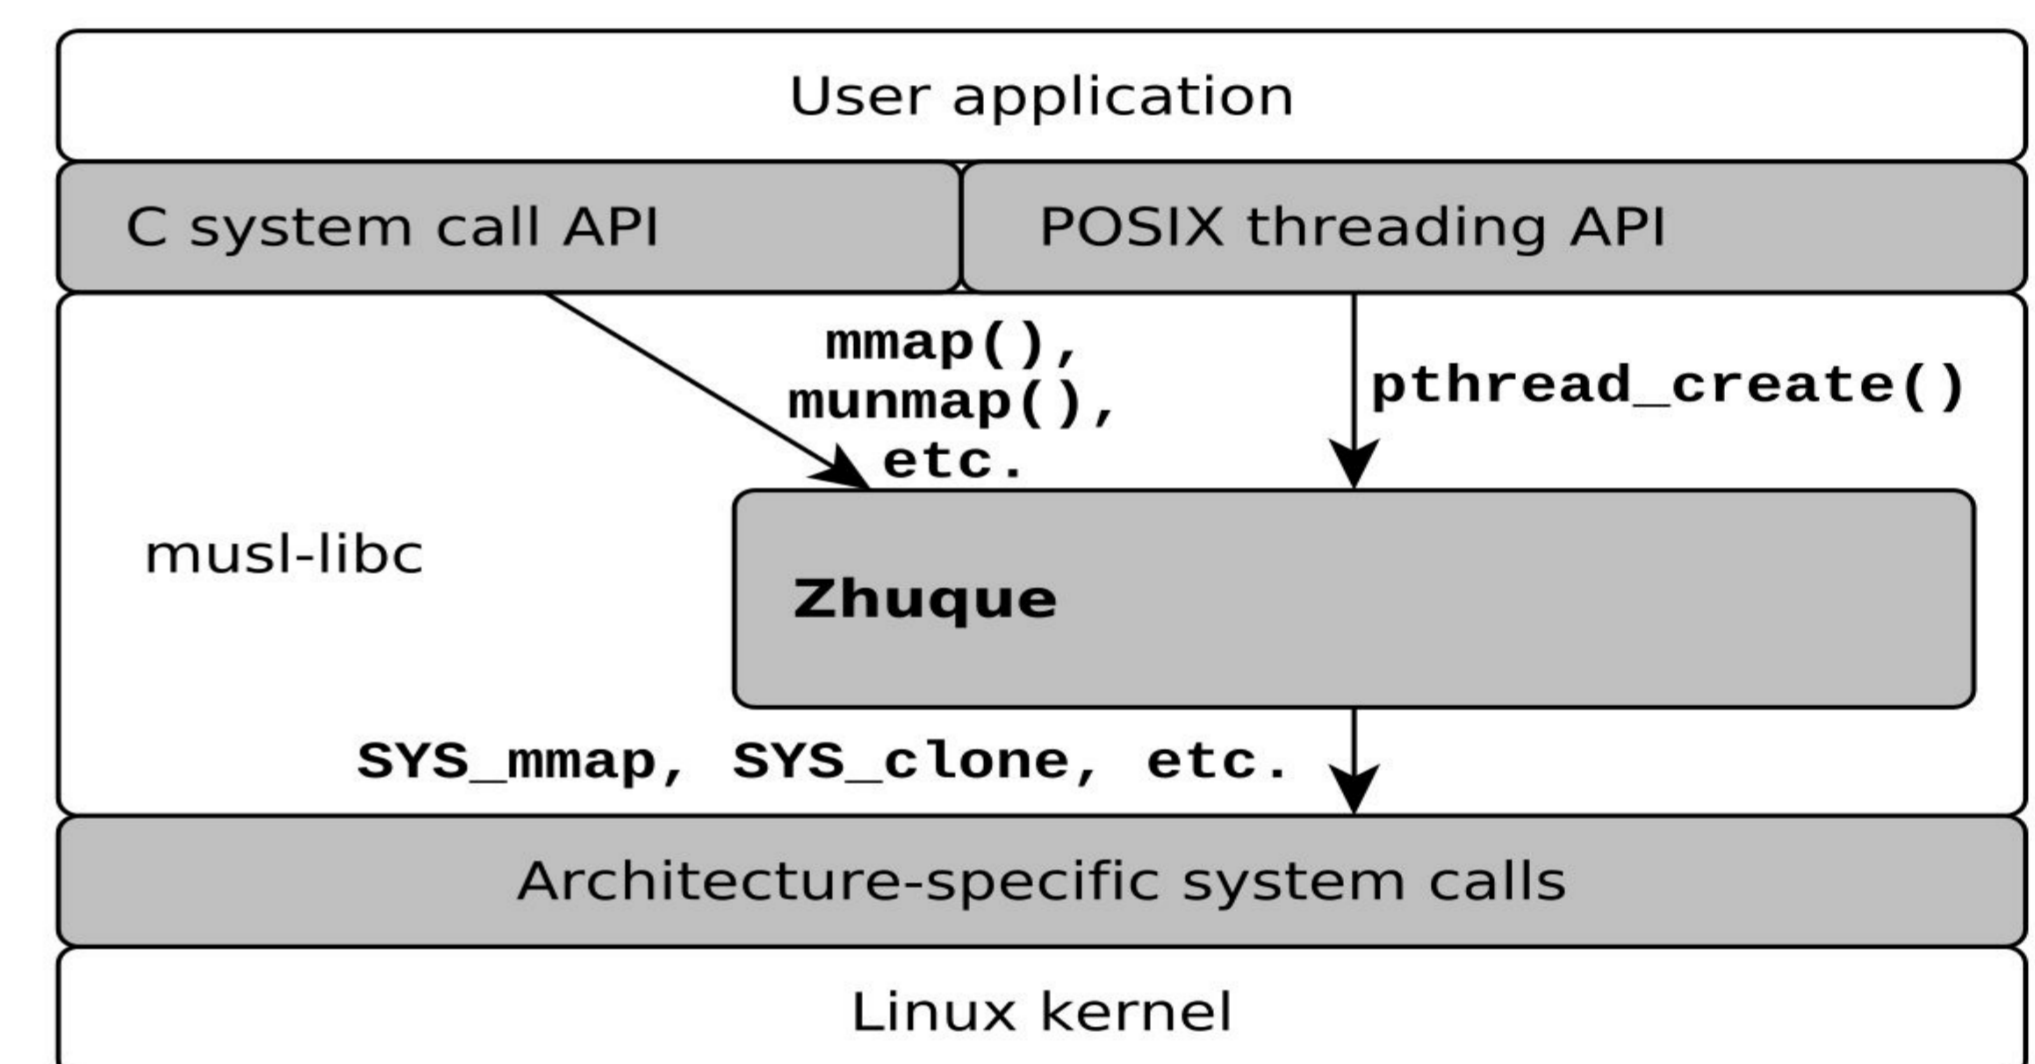 User application
C system call API
POSIX threading API
mmap(),
munmap(),
etc.
pthread_create()
musl-libc
Zhuque
SYS_mmap, SYS_clone, etc.
Architecture-specific system calls
Linux kernel